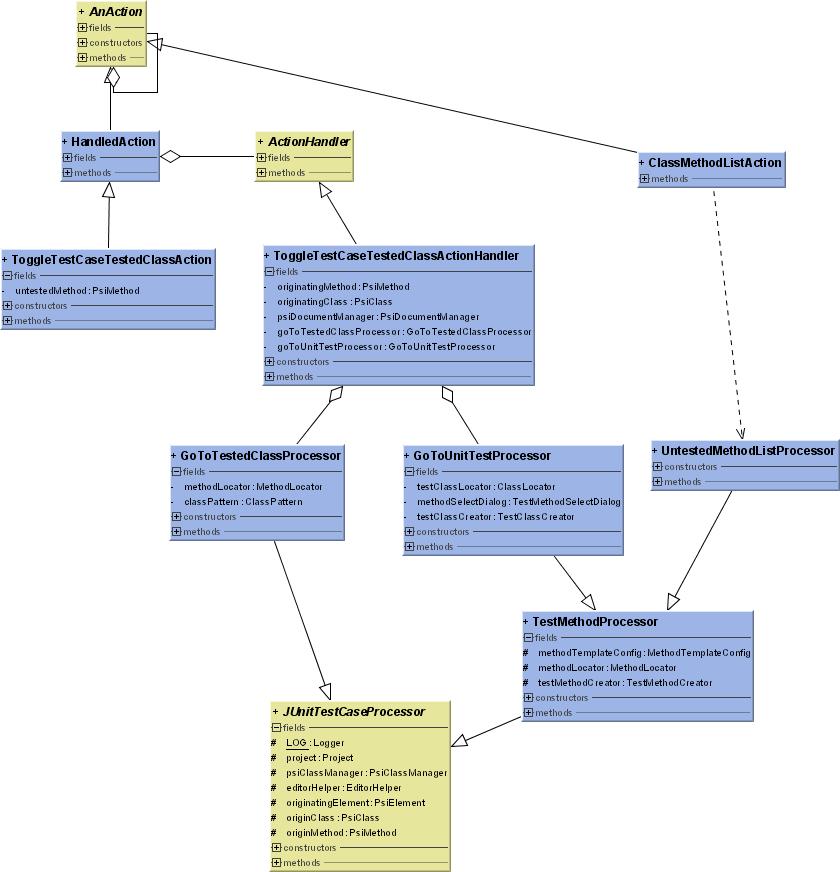 + AnAction
fields
constructors
methods
+ HandledAction
fields
methods
+ ActionHandler
fields
methods
+ ClassMethodListAction
methods
+ ToggleTestCaseTestedClassAction
fields
- untestedMethod : PsiMethod
constructors
methods
+ ToggleTestCaseTestedClassActionHandler
fields
- originatingMethod : PsiMethod
- originatingClass : PsiClass
- psiDocumentManager : PsiDocumentManager
- goToTestedClassProcessor : GoToTestedClassProcessor
- goToUnitTestProcessor : GoToUnitTestProcessor
constructors
methods
+ GoToTestedClassProcessor
fields
- methodLocator : MethodLocator
- classPattern : ClassPattern
constructors
methods
+ GoToUnitTestProcessor
fields
- testClassLocator : ClassLocator
- methodSelectDialog : TestMethodSelectDialog
- testClassCreator : TestClassCreator
constructors
methods
+ UntestedMethodListProcessor
constructors
methods
+ TestMethodProcessor
fields
# methodTemplateConfig : MethodTemplateConfig
# methodLocator : MethodLocator
# testMethodCreator : TestMethodCreator
constructors
methods
+ JUnitTestCaseProcessor
fields
# LOG : Logger
# project : Project
# psiClassManager : PsiClassManager
# editorHelper : EditorHelper
# originatingElement : PsiElement
# originClass : PsiClass
# originMethod : PsiMethod
constructors
methods